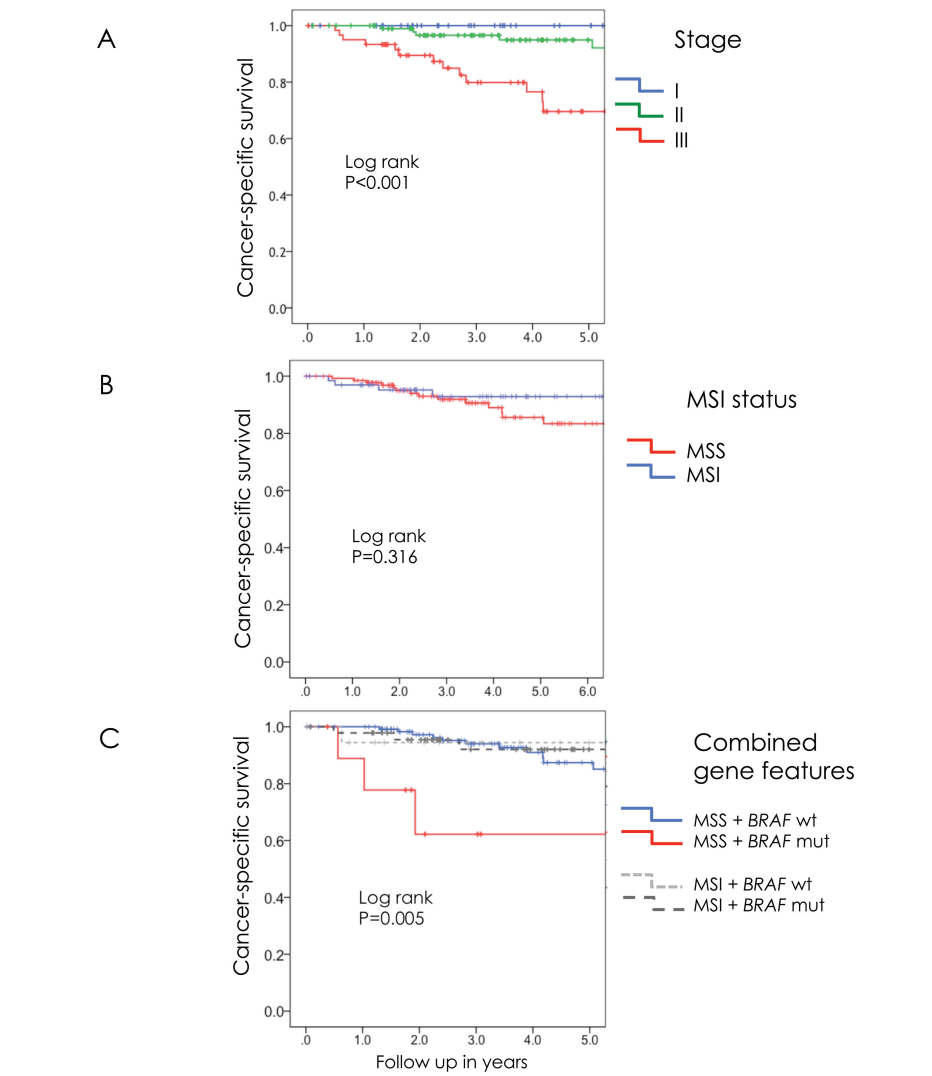 A
Cancer-specific survival
1.0
0.8
0.6
0.4
0.2
0.0
Log rank
P<0.001
.0 1.0 2.0 3.0 4.0 5.0
Stage
I
II
III
B
Cancer-specific survival
1.0
0.8
0.6
0.4
0.2
0.0
Log rank
P=0.316
.0 1.0 2.0 3.0 4.0 5.0 6.0
MSI status
MSS
MSI
C
Cancer-specific survival
1.0
0.8
0.6
0.4
0.2
0.0
Log rank
P=0.005
.0 1.0 2.0 3.0 4.0 5.0
Follow up in years
Combined
gene features
MSS + BRAF wt
MSS + BRAF mut
MSI + BRAF wt
MSI + BRAF mut